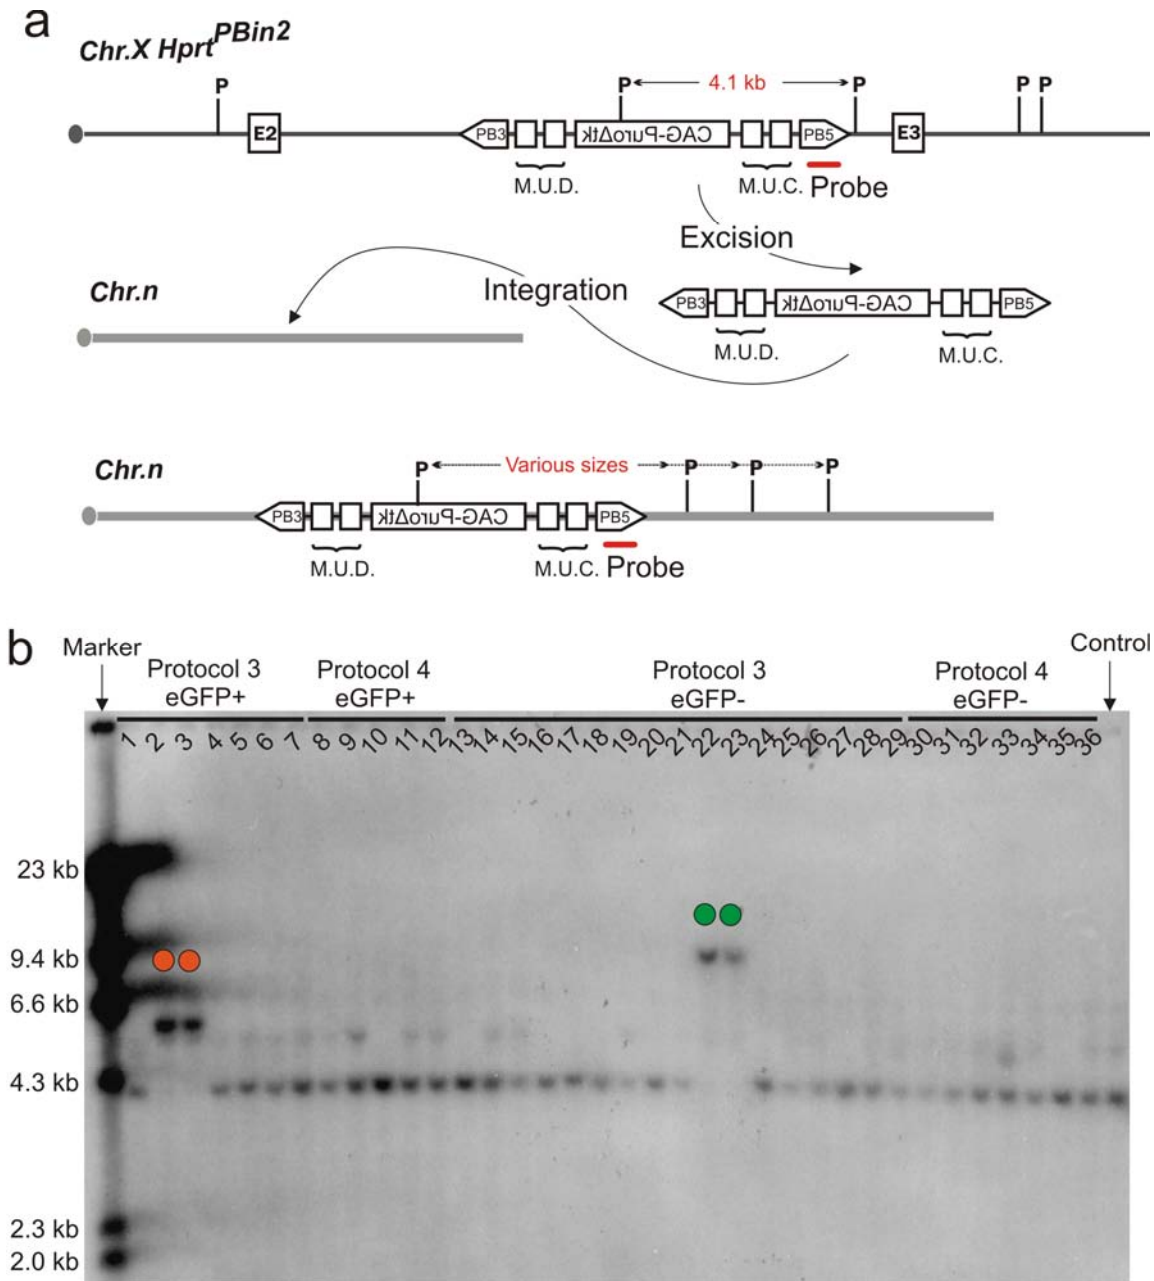 a
Chr.X Hprt^PBin2
P P 4.1 kb P P P
E2 PB3 CAG-PuroΔtk PB5 E3
M.U.D. M.U.C. Probe
Excision
Chr.n Integration
PB3 CAG-PuroΔtk PB5
M.U.D. M.U.C.
Chr.n
P Various sizes P P P
PB3 CAG-PuroΔtk PB5
M.U.D. M.U.C. Probe
b
Marker Control
Protocol 3 Protocol 4 Protocol 3 Protocol 4
eGFP+ eGFP+ eGFP- eGFP-
1 2 3 4 5 6 7 8 9 10 11 12 13 14 15 16 17 18 19 20 21 22 23 24 25 26 27 28 29 30 31 32 33 34 35 36
23 kb
9.4 kb
6.6 kb
4.3 kb
2.3 kb
2.0 kb